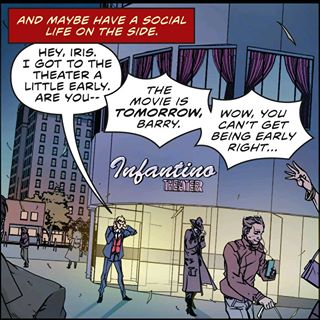 AND MAYBE HAVE A SOCIAL
LIFE ON THE SIDE.
HEY, IRIS.
I GOT TO THE
THEATER A
LITTLE EARLY.
ARE YOU--
THE
MOVIE IS
TOMORROW,
BARRY.
WOW, YOU
CAN'T GET
BEING EARLY
RIGHT...
Infantino
THEATER